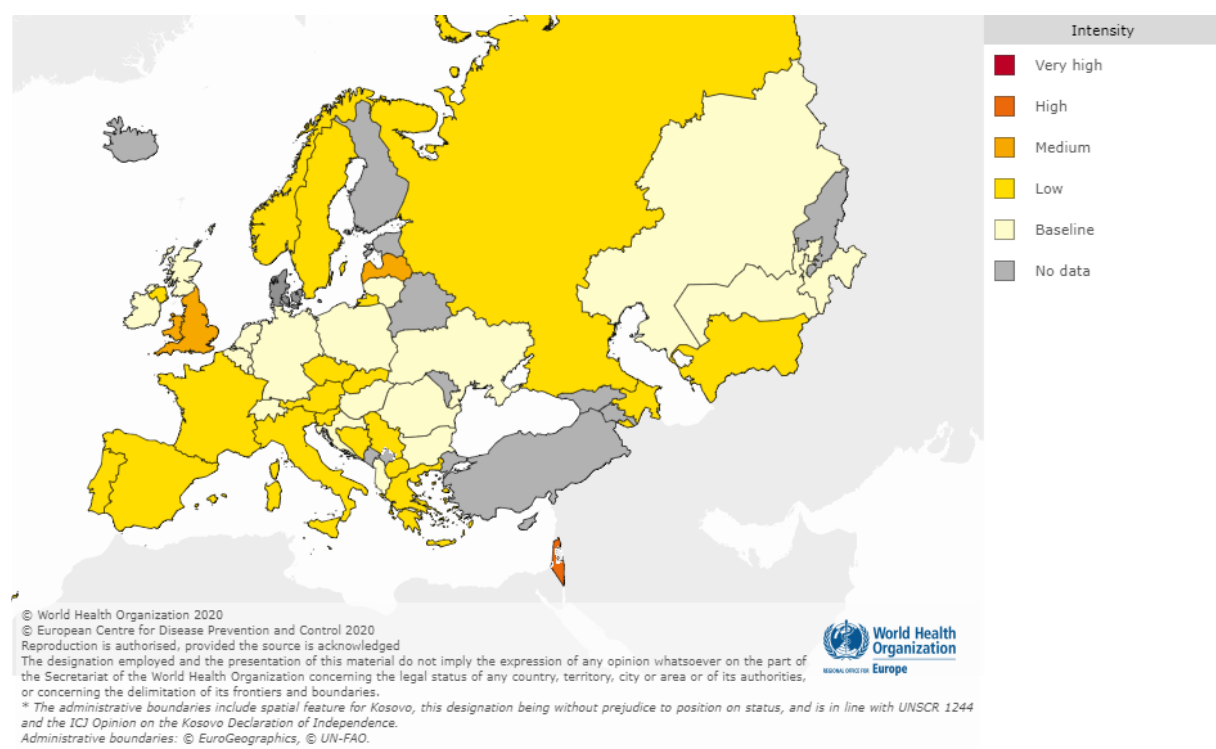 Intensity
Very high
High
Medium
Low
Baseline
No data
© World Health Organization 2020
© European Centre for Disease Prevention and Control 2020
Reproduction is authorised, provided the source is acknowledged
The designation employed and the presentation of this material do not imply the expression of any opinion whatsoever on the part of
the Secretariat of the World Health Organization concerning the legal status of any country, territory, city or area or of its authorities,
or concerning the delimitation of its frontiers and boundaries.
* The administrative boundaries include spatial feature for Kosovo, this designation being without prejudice to position on status, and is in line with UNSCR 1244
and the ICJ Opinion on the Kosovo Declaration of Independence.
Administrative boundaries: © EuroGeographics, © UN-FAO.
World Health
Organization
REGIONAL OFFICE FOR Europe